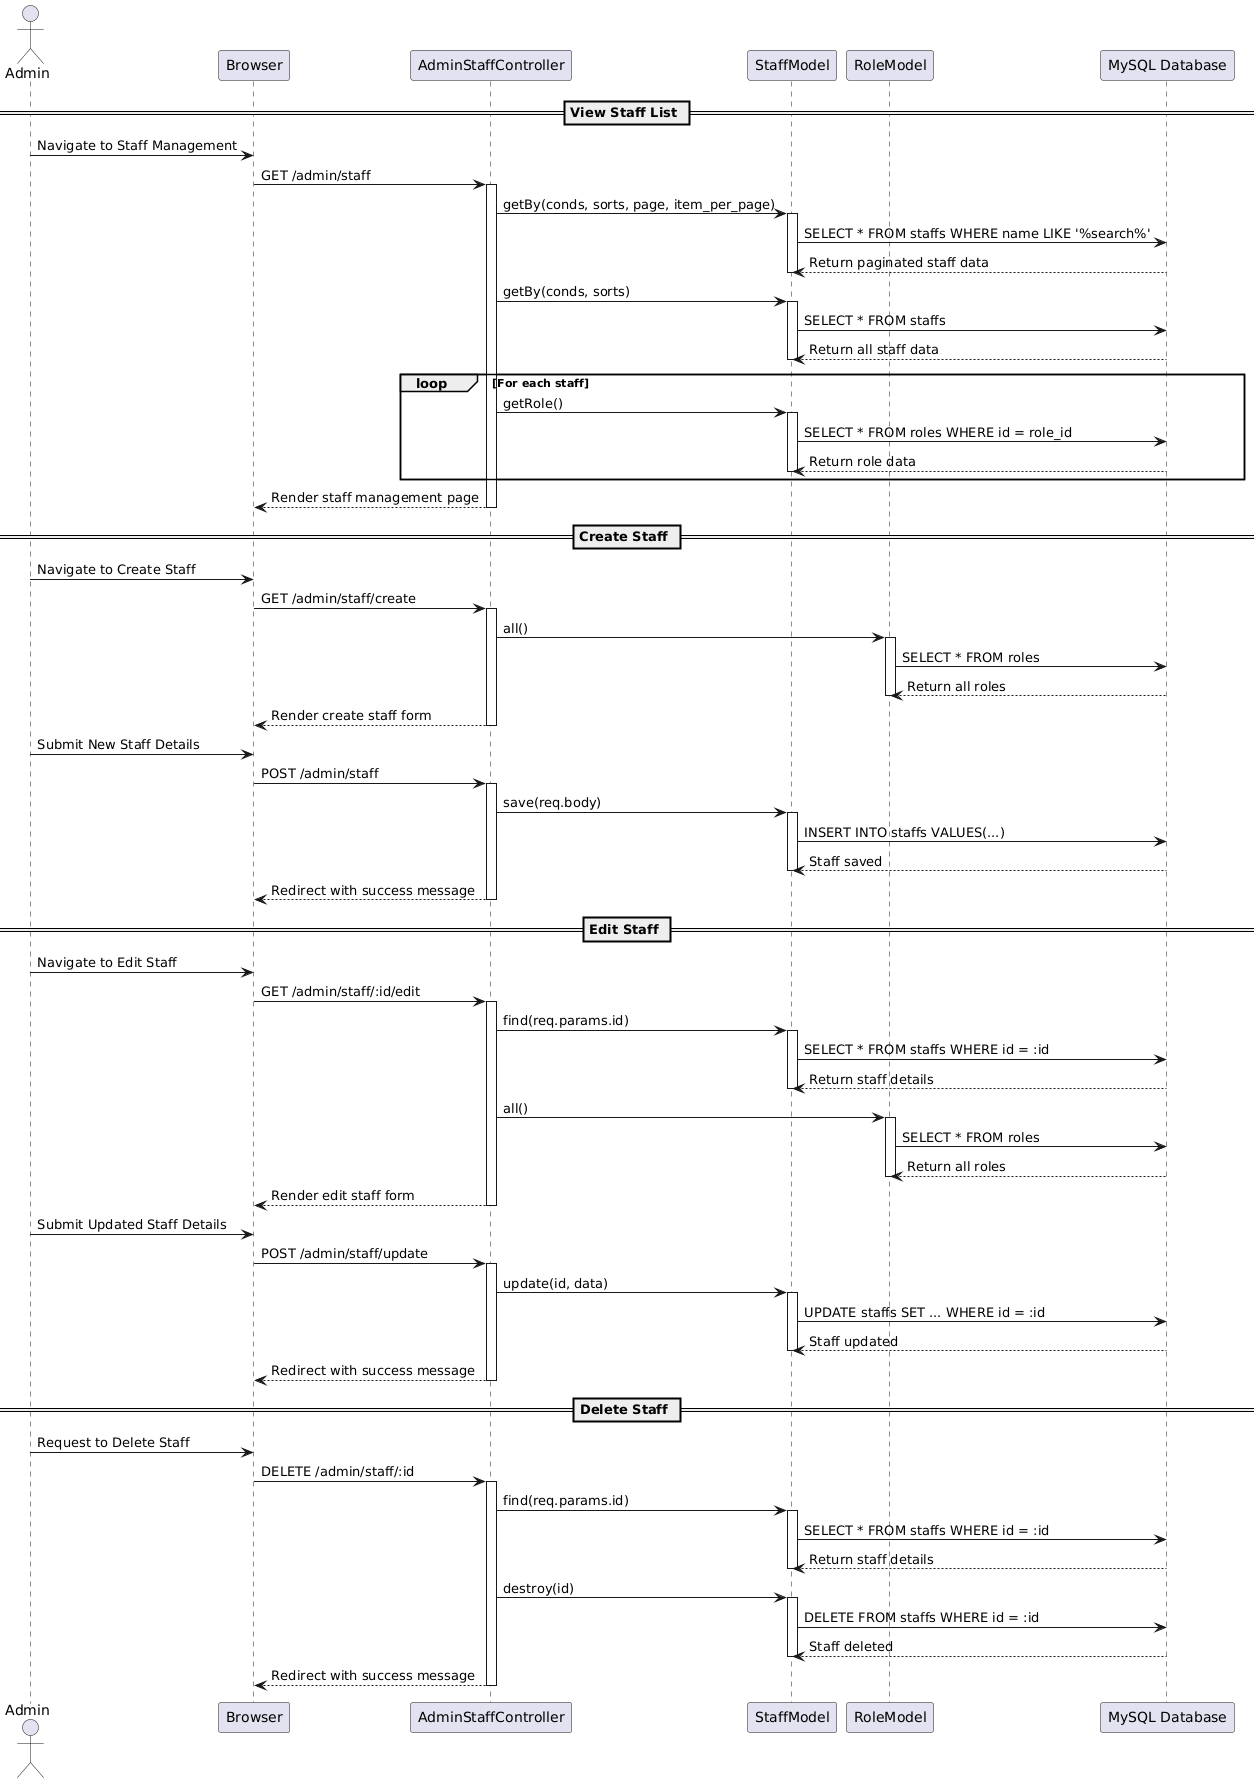 Admin
Browser
AdminStaffController
StaffModel
RoleModel
MySQL Database
View Staff List
Navigate to Staff Management
GET /admin/staff
getBy(conds, sorts, page, item_per_page)
SELECT * FROM staffs WHERE name LIKE '%search%'
Return paginated staff data
getBy(conds, sorts)
SELECT * FROM staffs
Return all staff data
loop
[For each staff]
getRole()
SELECT * FROM roles WHERE id = role_id
Return role data
Render staff management page
Create Staff
Navigate to Create Staff
GET /admin/staff/create
all()
SELECT * FROM roles
Return all roles
Render create staff form
Submit New Staff Details
POST /admin/staff
save(req.body)
INSERT INTO staffs VALUES(...)
Staff saved
Redirect with success message
Edit Staff
Navigate to Edit Staff
GET /admin/staff/:id/edit
find(req.params.id)
SELECT * FROM staffs WHERE id = :id
Return staff details
all()
SELECT * FROM roles
Return all roles
Render edit staff form
Submit Updated Staff Details
POST /admin/staff/update
update(id, data)
UPDATE staffs SET ... WHERE id = :id
Staff updated
Redirect with success message
Delete Staff
Request to Delete Staff
DELETE /admin/staff/:id
find(req.params.id)
SELECT * FROM staffs WHERE id = :id
Return staff details
destroy(id)
DELETE FROM staffs WHERE id = :id
Staff deleted
Redirect with success message
Admin
Browser
AdminStaffController
StaffModel
RoleModel
MySQL Database